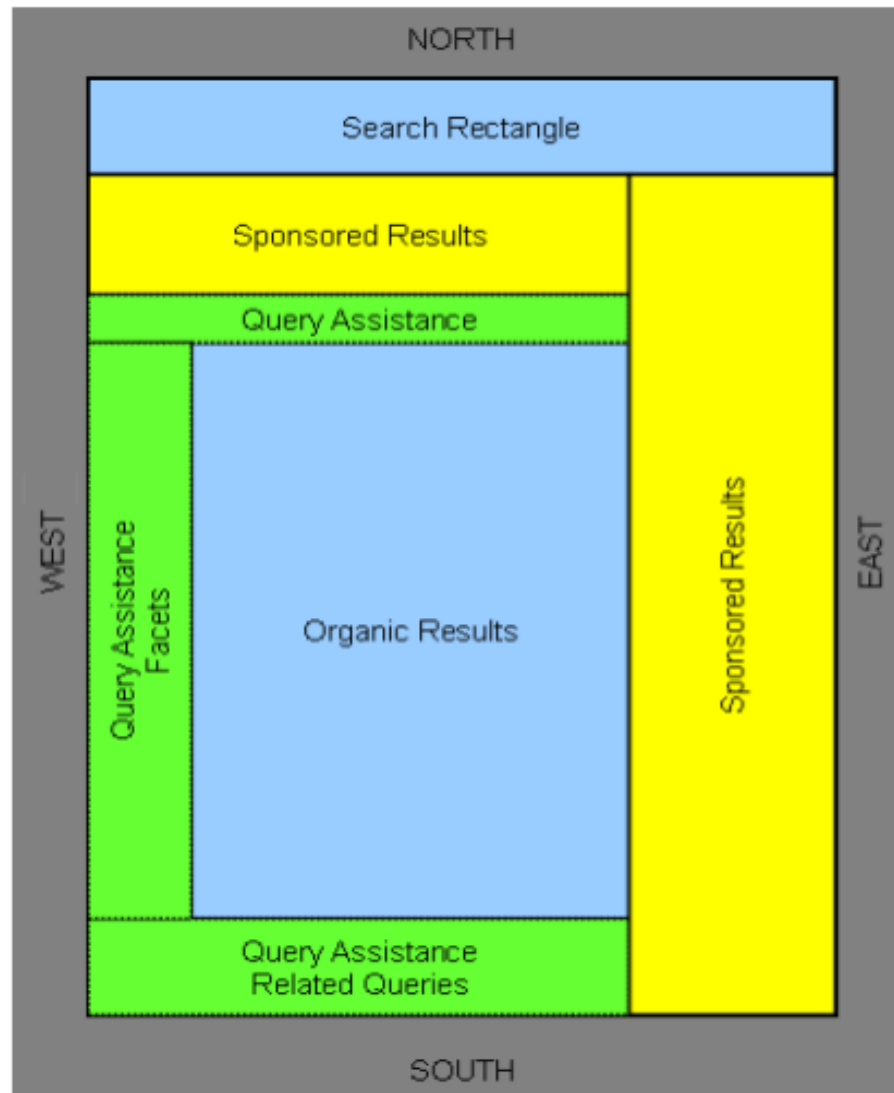 NORTH
Search Rectangle
Sponsored Results
Query Assistance
WEST
Query Assistance
Facets
Organic Results
Sponsored Results
EAST
Query Assistance
Related Queries
SOUTH